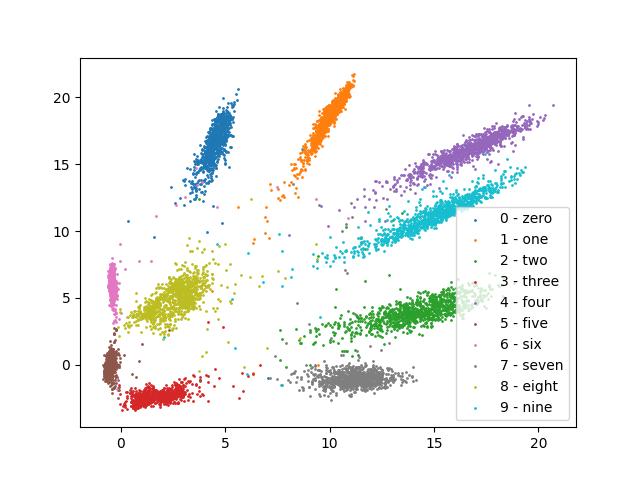 20
15
10
5
0
0 - zero
1 - one
2 - two
3 - three
4 - four
5 - five
6 - six
7 - seven
8 - eight
9 - nine
0 5 10 15 20